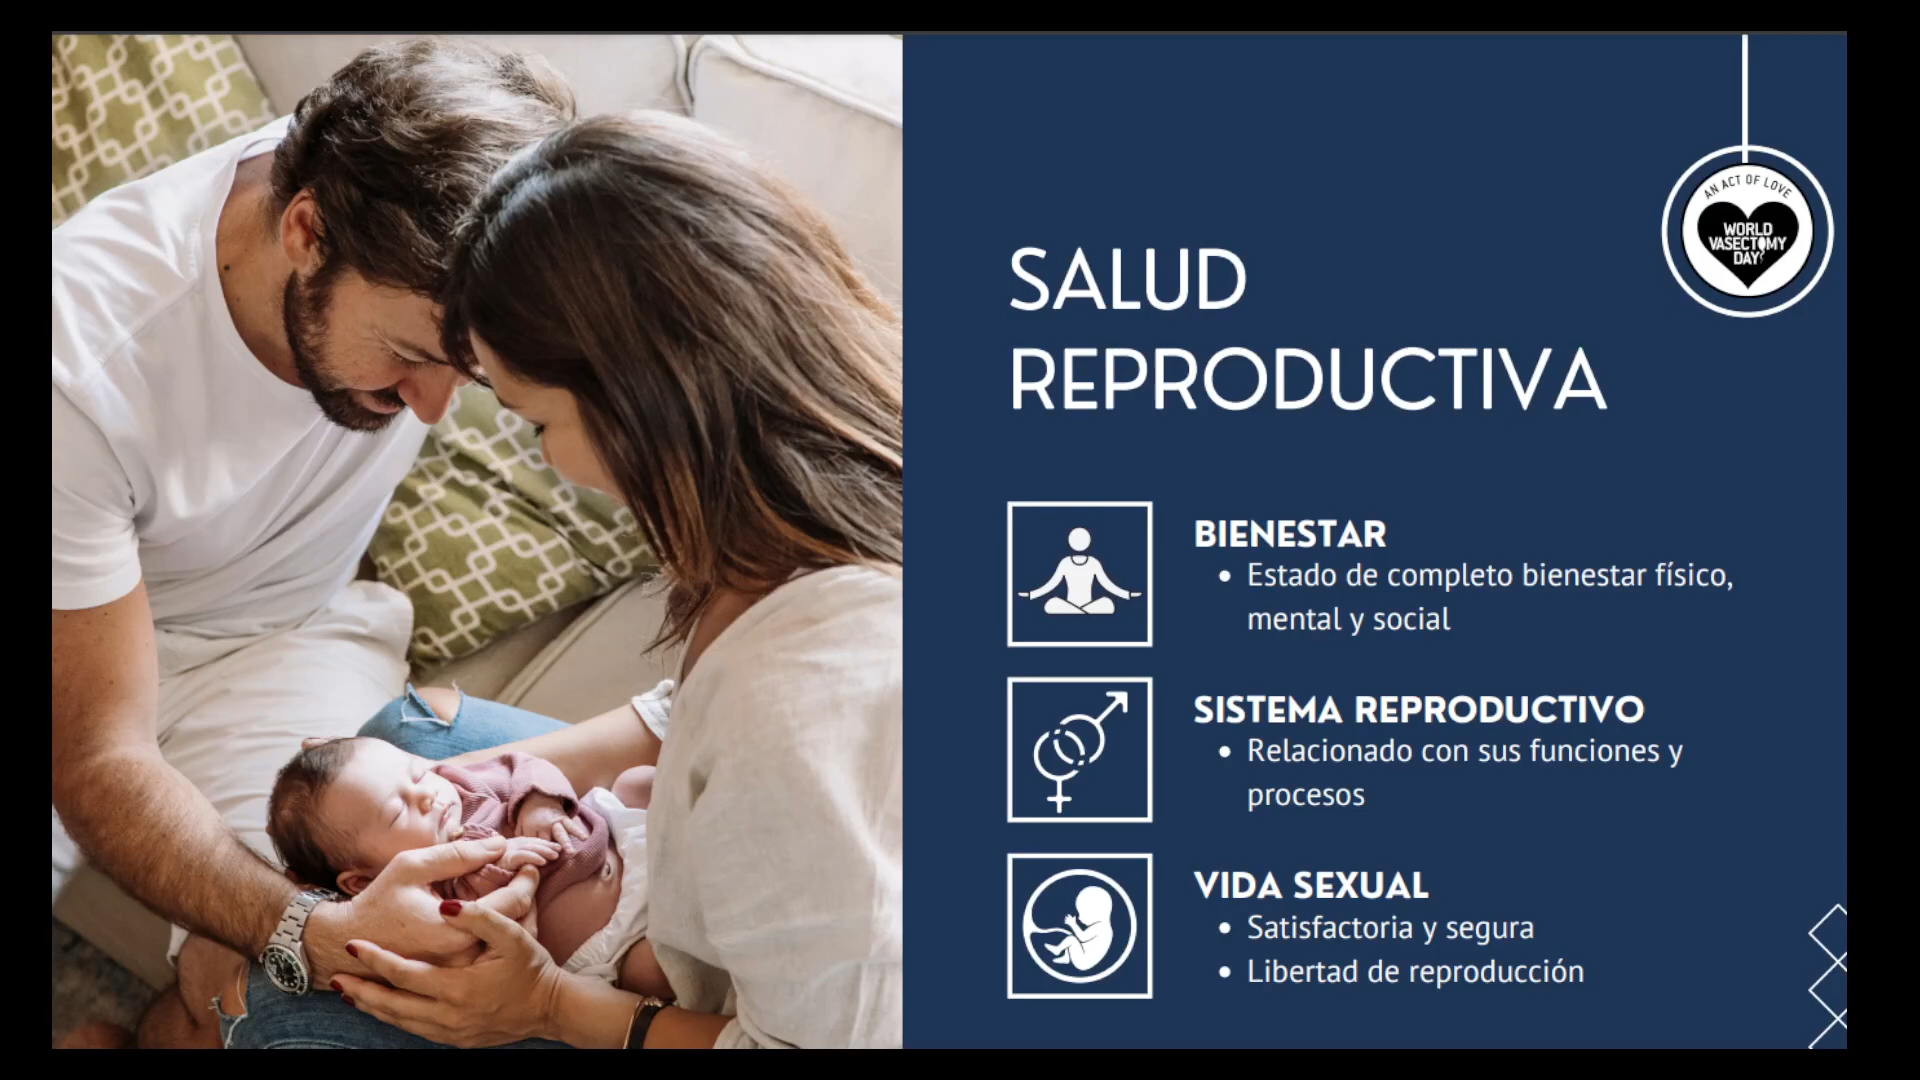 AN ACT OF LOVE
WORLD
VASECTOMY
DAY
SALUD
REPRODUCTIVA
BIENESTAR
• Estado de completo bienestar físico,
mental y social
SISTEMA REPRODUCTIVO
• Relacionado con sus funciones y
procesos
VIDA SEXUAL
• Satisfactoria y segura
• Libertad de reproducción